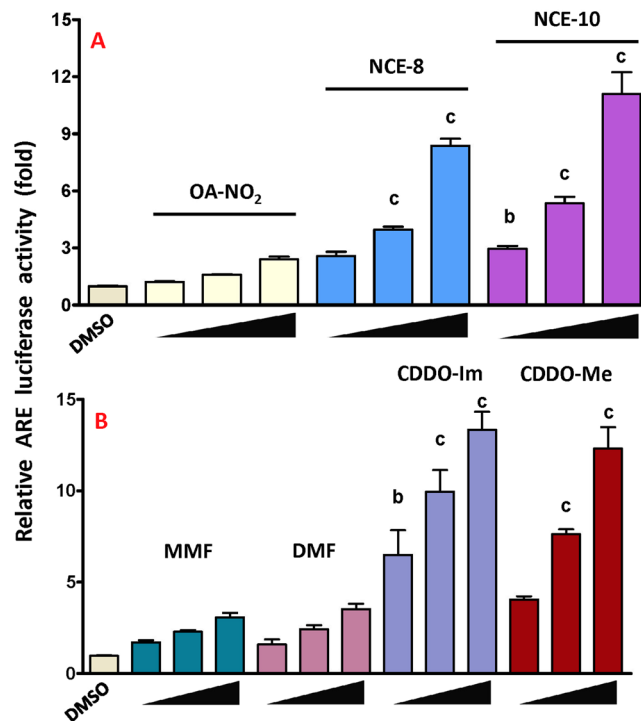 Relative ARE luciferase activity (fold)
A
15
12
9
6
3
0
OA-NO₂
NCE-8
NCE-10
c
c
b
c
c
DMSO
B
15
10
5
0
MMF
DMF
CDDO-Im
CDDO-Me
b
c
c
c
c
DMSO